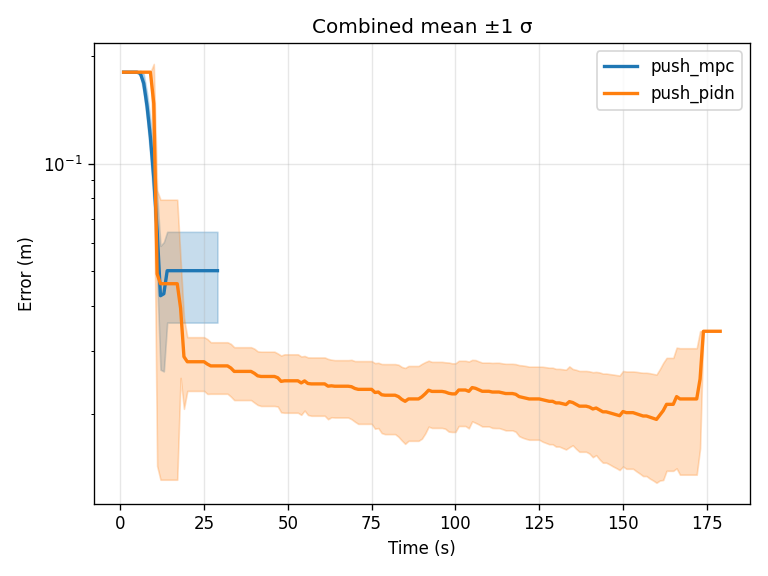 Combined mean ±1 σ
push_mpc
push_pidn
10⁻¹
Error (m)
0 25 50 75 100 125 150 175
Time (s)